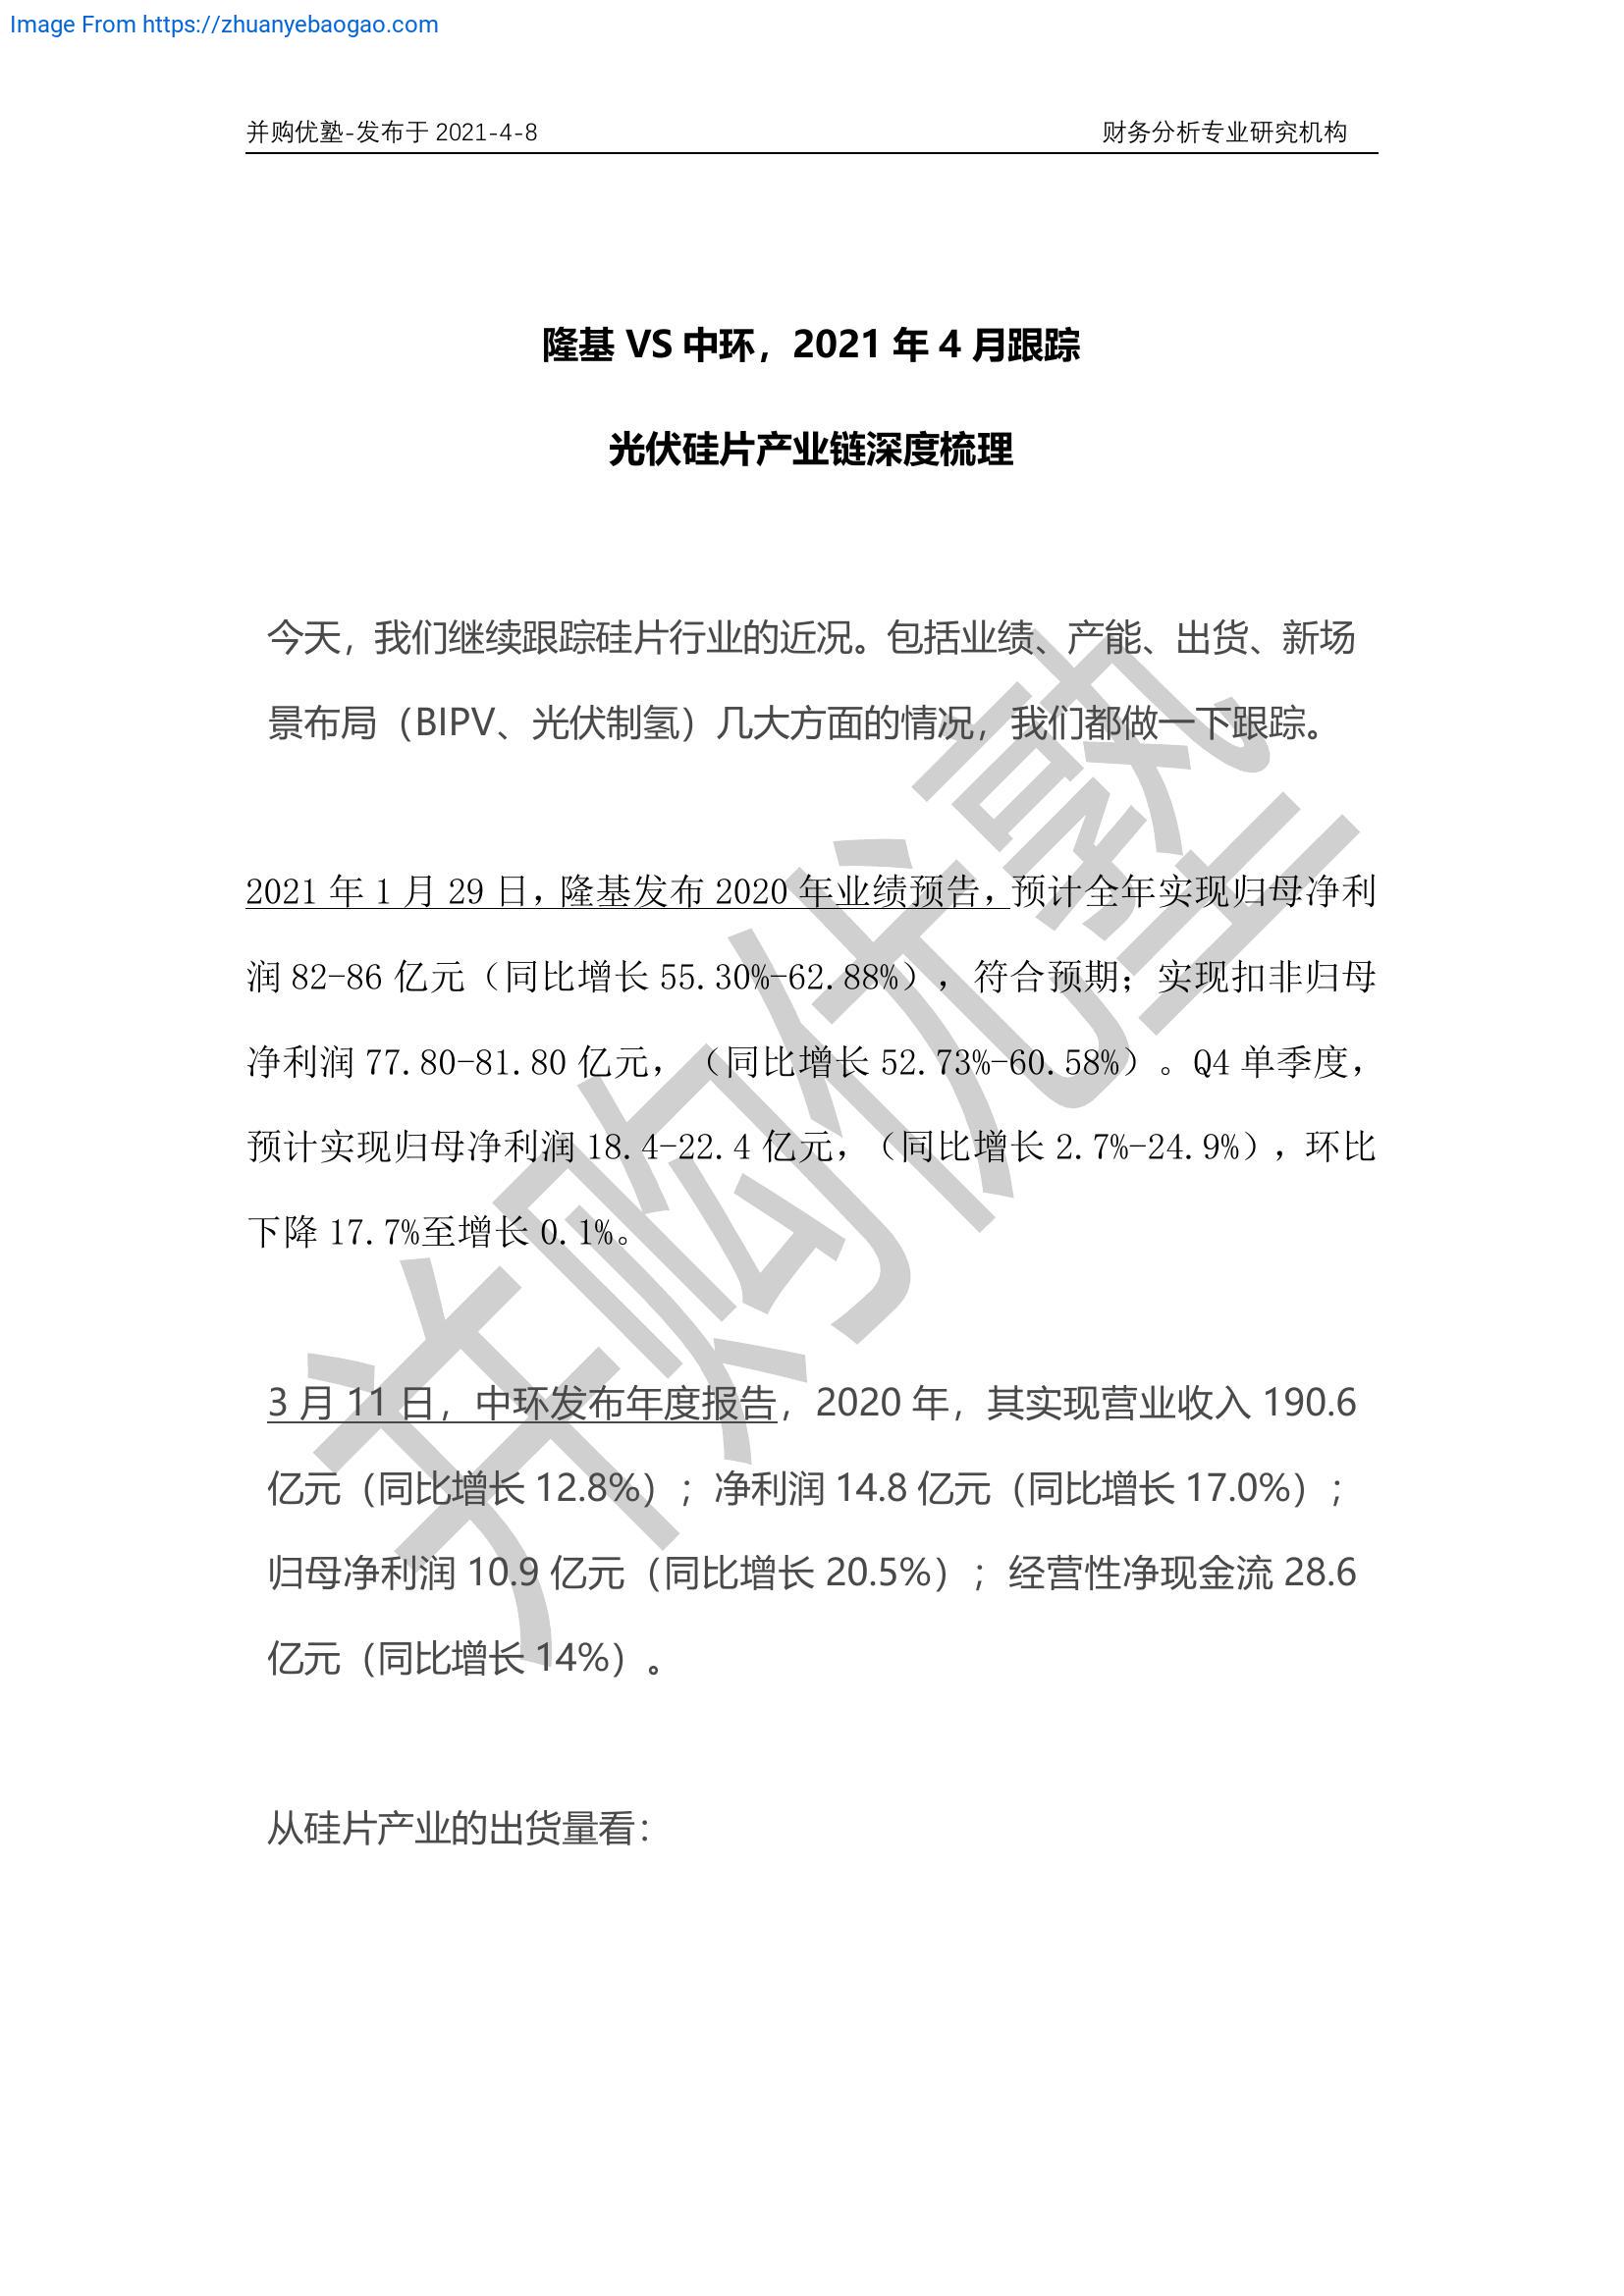 Image From https://zhuanyebaogao.com
并购优塾-发布于 2021-4-8 财务分析专业研究机构
隆基 VS 中环，2021 年 4 月跟踪
光伏硅片产业链深度梳理
今天，我们继续跟踪硅片行业的近况。包括业绩、产能、出货、新场
景布局（BIPV、光伏制氢）几大方面的情况，我们都做一下跟踪。
2021 年 1 月 29 日，隆基发布 2020 年业绩预告，预计全年实现归母净利
润 82-86 亿元（同比增长 55.30%-62.88%），符合预期；实现扣非归母
净利润 77.80-81.80 亿元，（同比增长 52.73%-60.58%）。Q4 单季度，
预计实现归母净利润 18.4-22.4 亿元，（同比增长 2.7%-24.9%），环比
下降 17.7%至增长 0.1%。
3 月 11 日，中环发布年度报告，2020 年，其实现营业收入 190.6
亿元（同比增长 12.8%）；净利润 14.8 亿元（同比增长 17.0%）；
归母净利润 10.9 亿元（同比增长 20.5%）；经营性净现金流 28.6
亿元（同比增长 14%）。
从硅片产业的出货量看：
并购优塾